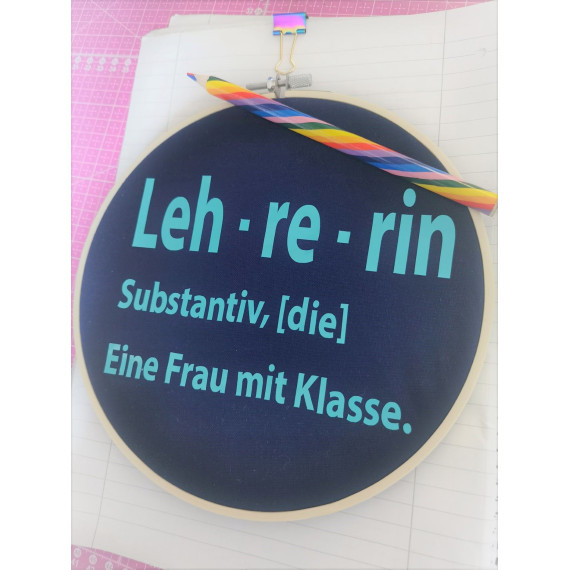 Leh · re · rin
Substantiv, [die]
Eine Frau mit Klasse.